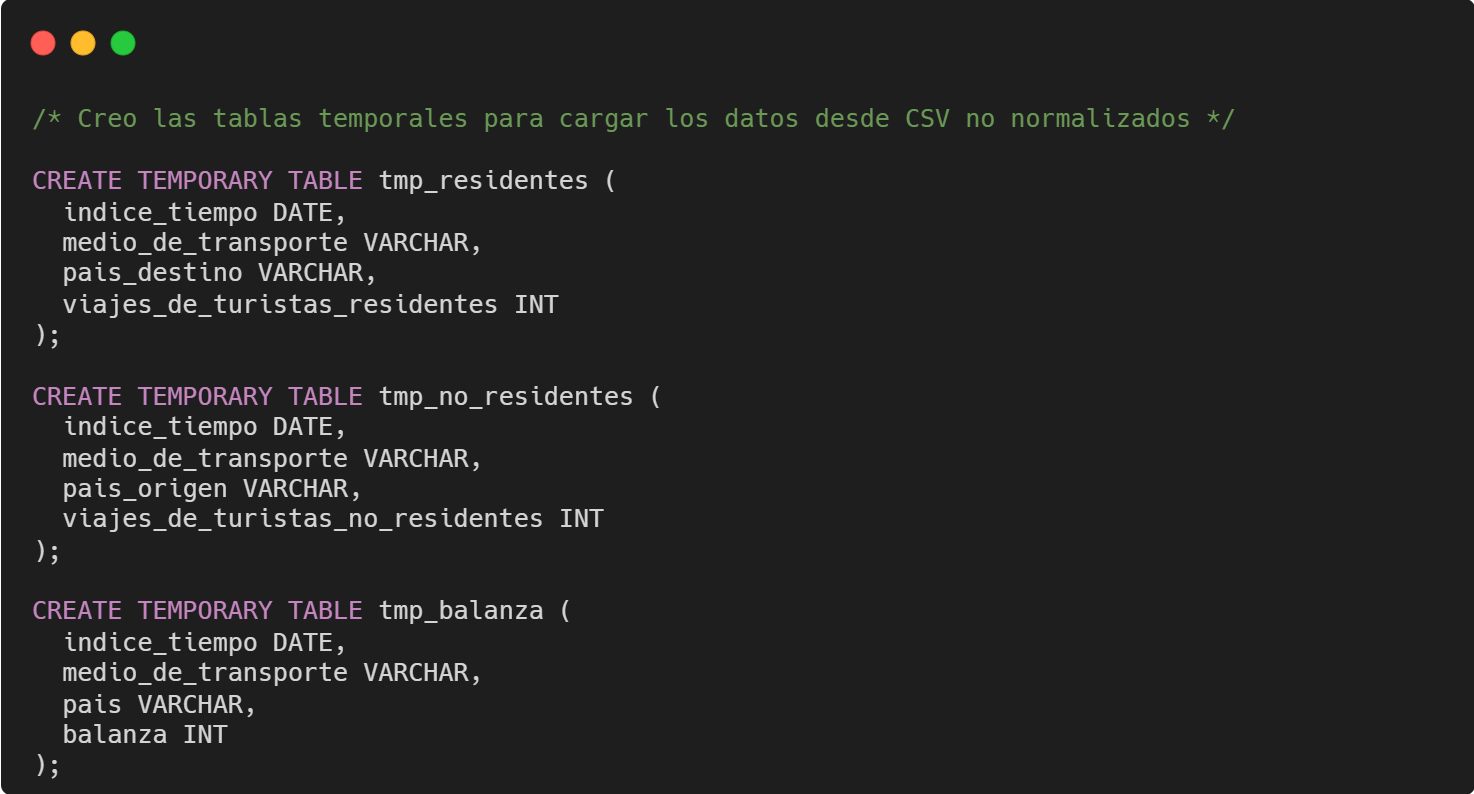 /* Creo las tablas temporales para cargar los datos desde CSV no normalizados */
CREATE TEMPORARY TABLE tmp_residentes (
  indice_tiempo DATE,
  medio_de_transporte VARCHAR,
  pais_destino VARCHAR,
  viajes_de_turistas_residentes INT
);
CREATE TEMPORARY TABLE tmp_no_residentes (
  indice_tiempo DATE,
  medio_de_transporte VARCHAR,
  pais_origen VARCHAR,
  viajes_de_turistas_no_residentes INT
);
CREATE TEMPORARY TABLE tmp_balanza (
  indice_tiempo DATE,
  medio_de_transporte VARCHAR,
  pais VARCHAR,
  balanza INT
);